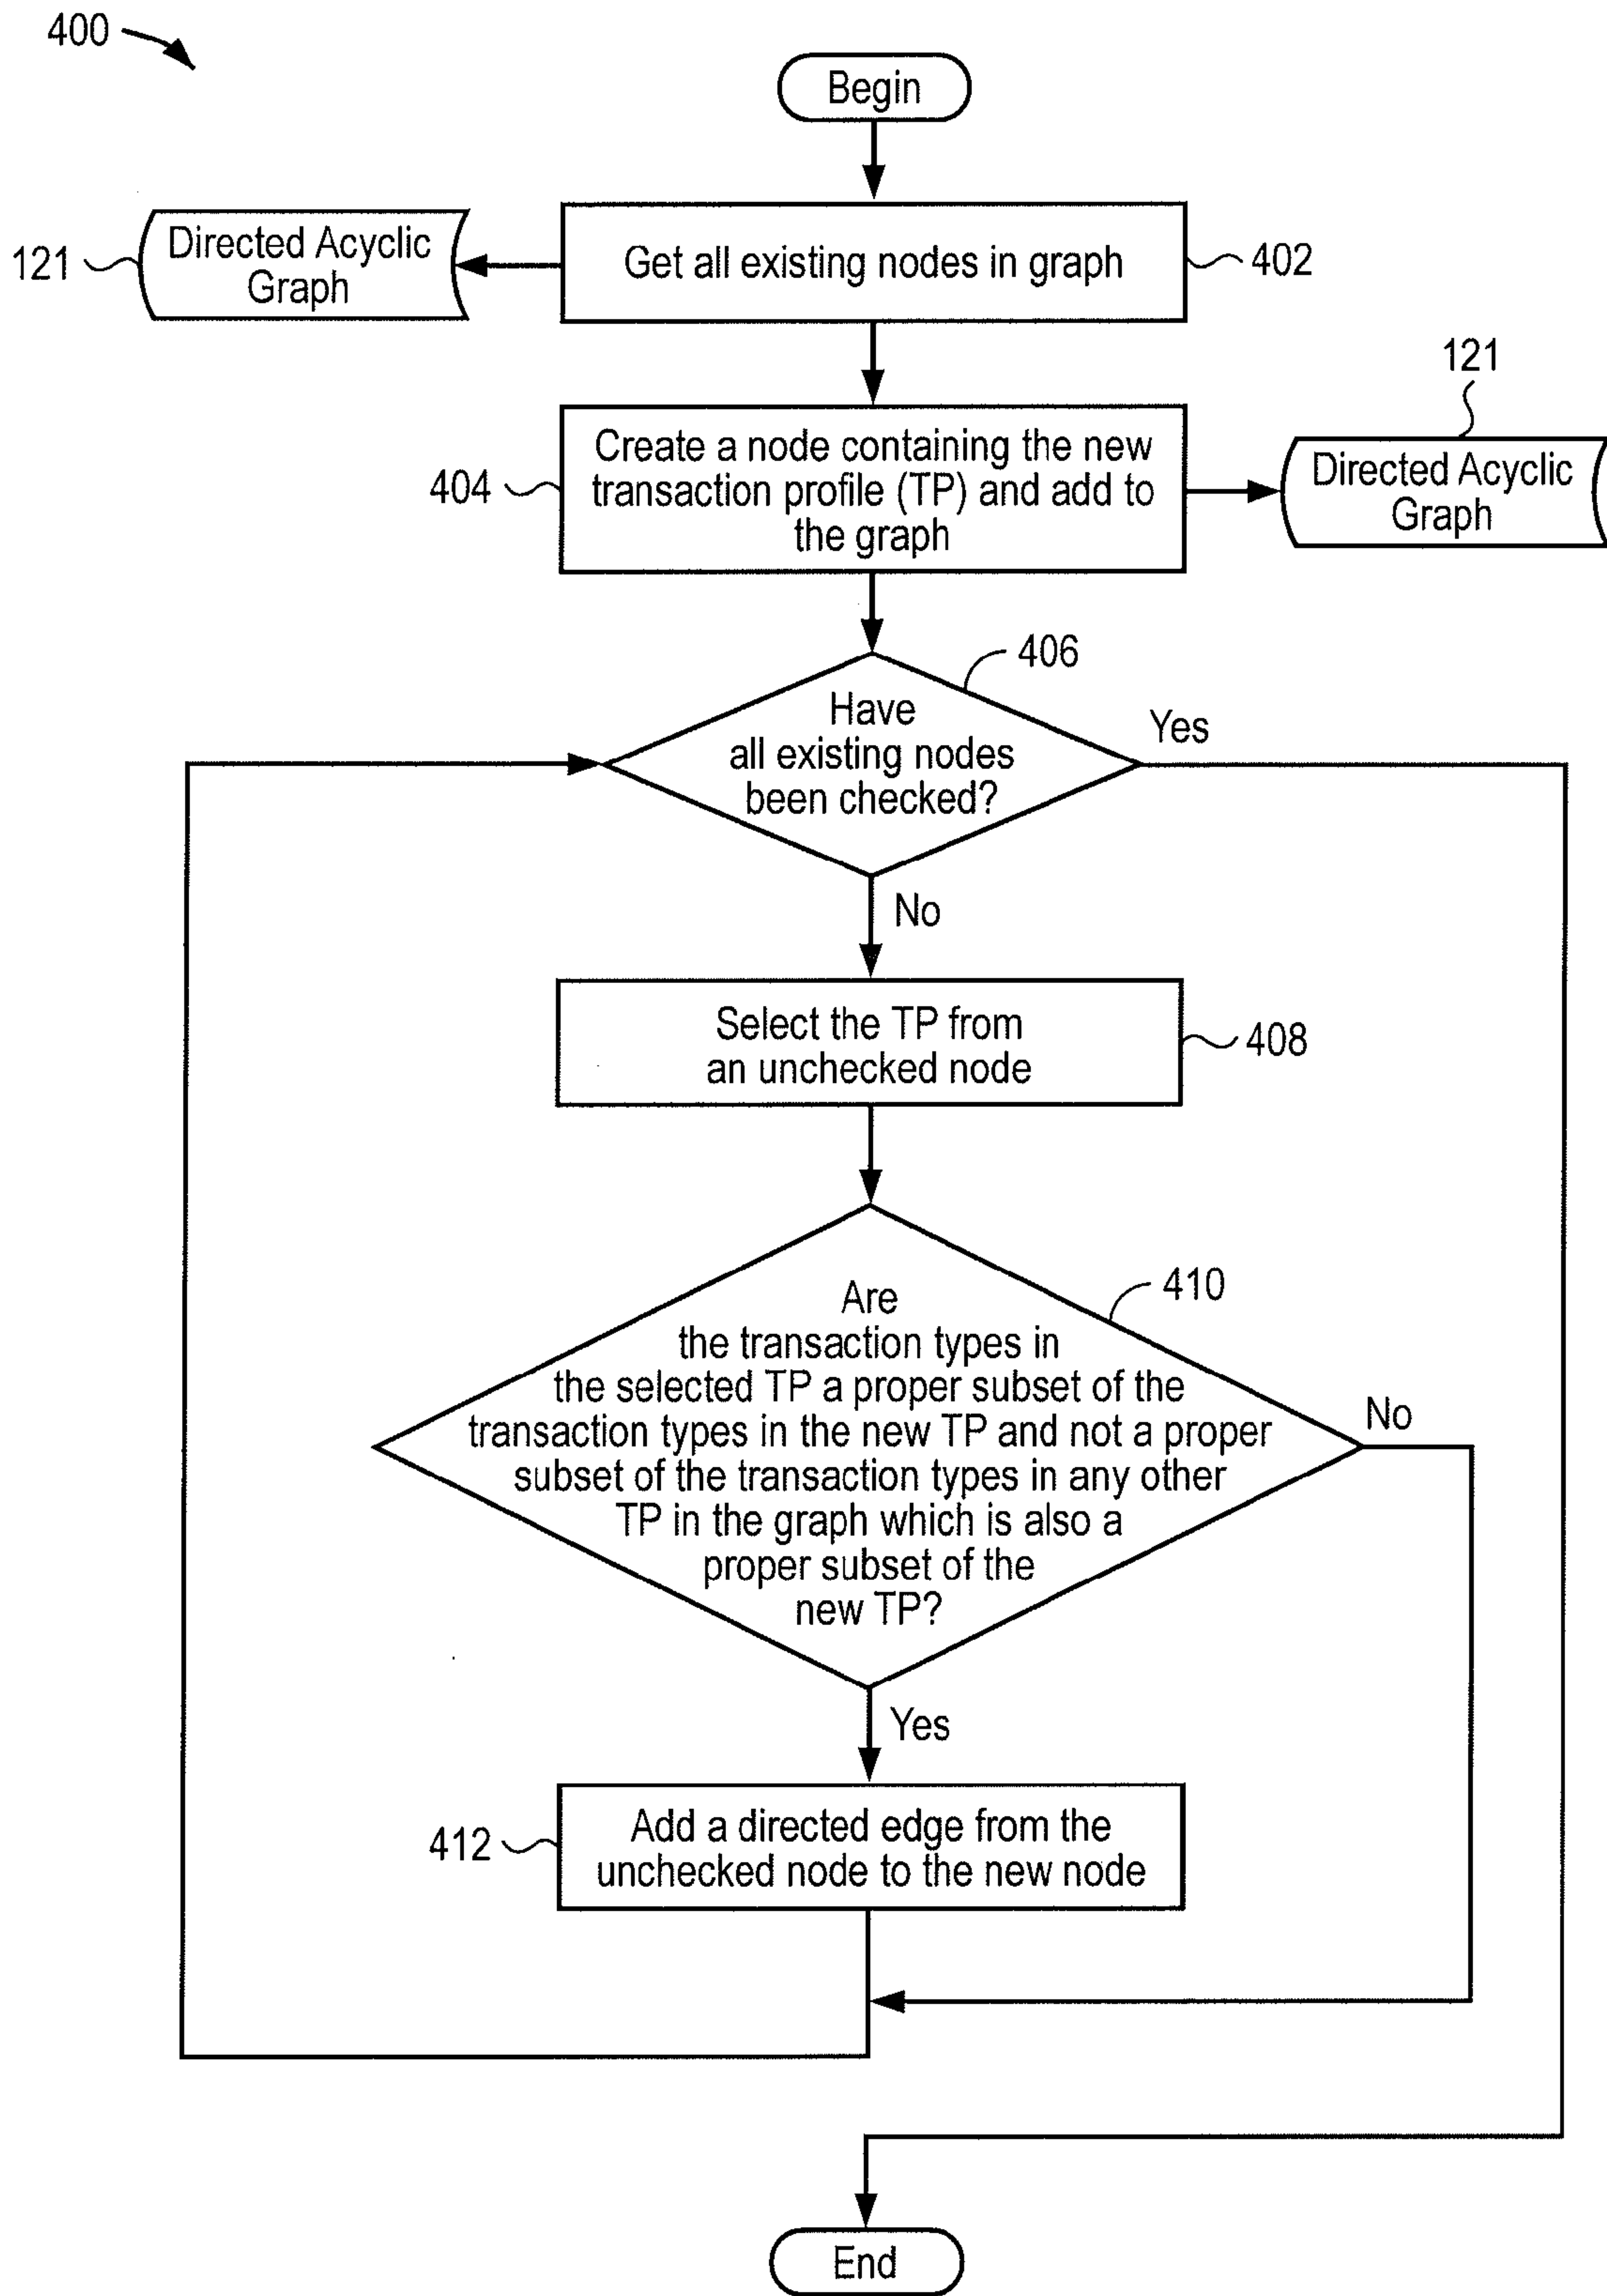 400
Begin
121
Directed Acyclic
Graph
Get all existing nodes in graph
402
121
404
Create a node containing the new
transaction profile (TP) and add to
the graph
Directed Acyclic
Graph
406
Have
all existing nodes
been checked?
Yes
No
Select the TP from
an unchecked node
408
410
Are
the transaction types in
the selected TP a proper subset of the
transaction types in the new TP and not a proper
subset of the transaction types in any other
TP in the graph which is also a
proper subset of the
new TP?
No
Yes
412
Add a directed edge from the
unchecked node to the new node
End